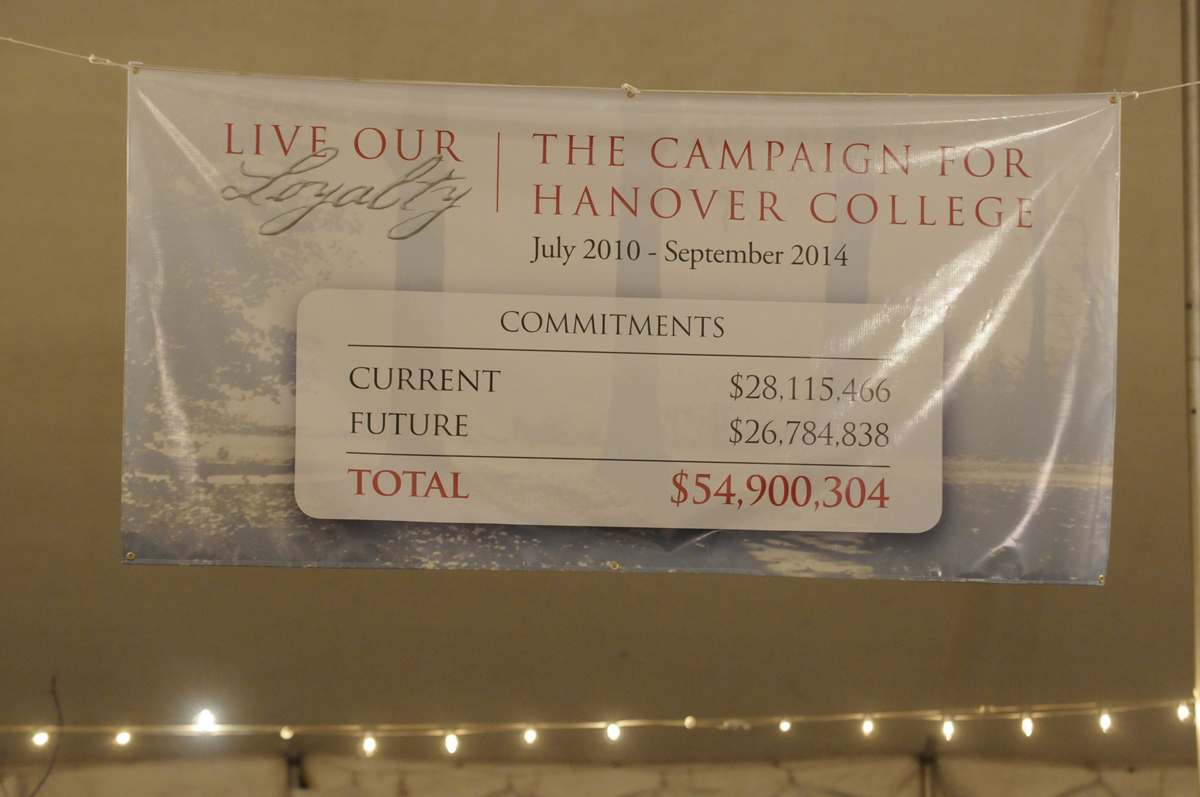 LIVE OUR
Loyalty
THE CAMPAIGN FOR
HANOVER COLLEGE
July 2010 - September 2014
COMMITMENTS
CURRENT $28,115,466
FUTURE $26,784,838
TOTAL $54,900,304